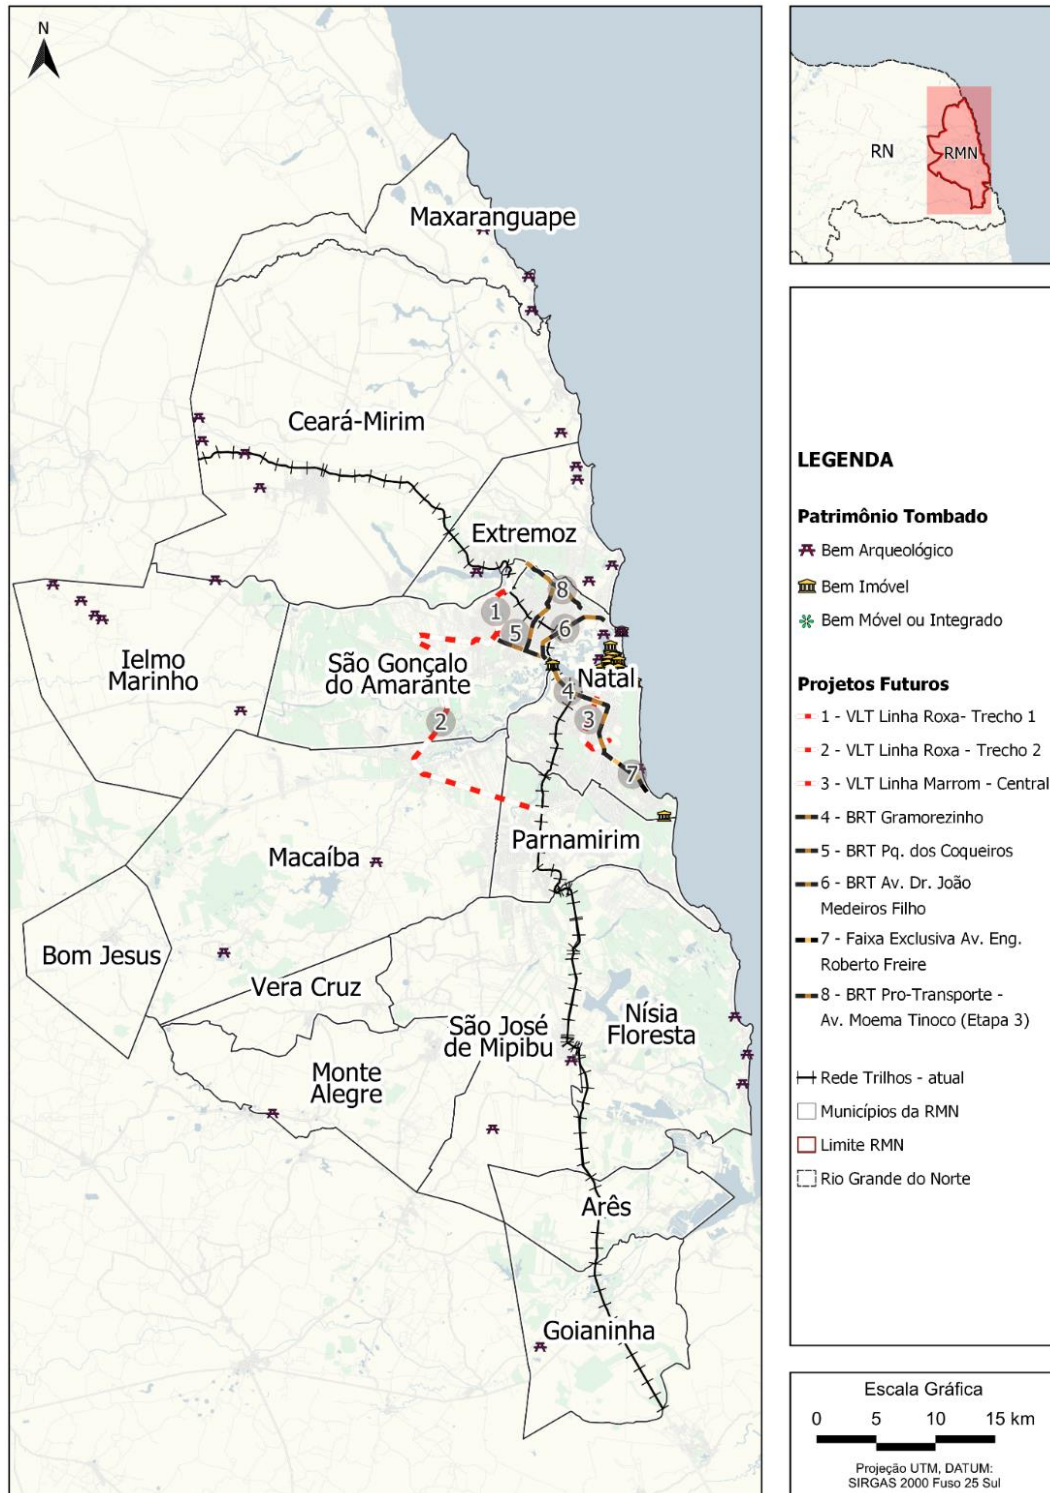 N
Maxaranguape
Ceará-Mirim
Extremoz
1
8
5
6
Ielmo
Marinho
São Gonçalo
do Amarante
Natal
4
2
3
7
Parnamirim
Macaíba
Bom Jesus
Vera Cruz
São José
de Mipibu
Nísia
Floresta
Monte
Alegre
Arês
Goianinha
RN
RMN
LEGENDA
Patrimônio Tombado
Bem Arqueológico
Bem Imóvel
Bem Móvel ou Integrado
Projetos Futuros
1 - VLT Linha Roxa- Trecho 1
2 - VLT Linha Roxa - Trecho 2
3 - VLT Linha Marrom - Central
4 - BRT Gramorezinho
5 - BRT Pq. dos Coqueiros
6 - BRT Av. Dr. João
Medeiros Filho
7 - Faixa Exclusiva Av. Eng.
Roberto Freire
8 - BRT Pro-Transporte -
Av. Moema Tinoco (Etapa 3)
Rede Trilhos - atual
Municípios da RMN
Limite RMN
Rio Grande do Norte
Escala Gráfica
0 5 10 15 km
Projeção UTM, DATUM:
SIRGAS 2000 Fuso 25 Sul